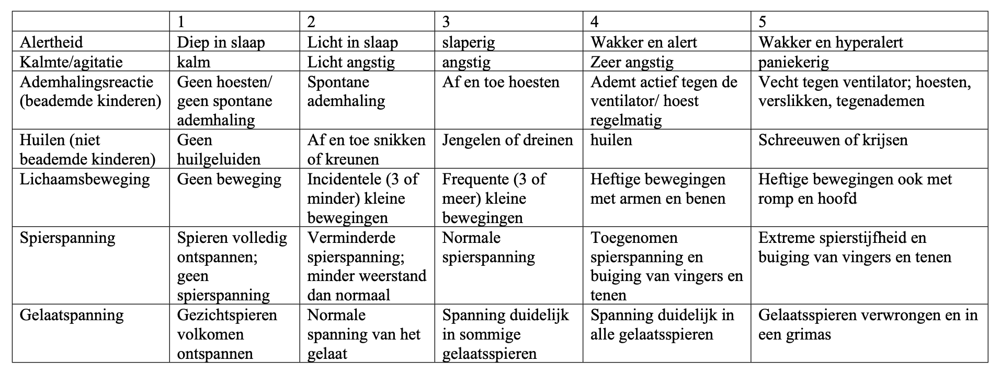 1 2 3 4 5
Alertheid Diep in slaap Licht in slaap slaperig Wakker en alert Wakker en hyperalert
Kalmte/agitatie kalm Licht angstig angstig Zeer angstig paniekerig
Ademhalingsreactie Geen hoesten/ Spontane Af en toe hoesten Ademt actief tegen de Vecht tegen ventilator; hoesten,
(beademde kinderen) geen spontane ademhaling ventilator/ hoest verslikken, tegenademen
ademhaling regelmatig
Huilen (niet Geen Af en toe snikken Jengelen of dreinen huilen Schreeuwen of krijsen
beademde kinderen) huilgeluiden of kreunen
Lichaamsbeweging Geen beweging Incidentele (3 of Frequente (3 of Heftige bewegingen Heftige bewegingen ook met
minder) kleine meer) kleine met armen en benen romp en hoofd
bewegingen bewegingen
Spierspanning Spieren volledig Verminderde Normale Toegenomen Extreme spierstijfheid en
ontspannen; spierspanning; spierspanning spierspanning en buiging van vingers en tenen
geen minder weerstand buiging van vingers en
spierspanning dan normaal tenen
Gelaatspanning Gezichtspieren Normale Spanning duidelijk Spanning duidelijk in Gelaatsspieren verwrongen en in
volkomen spanning van het in sommige alle gelaatsspieren een grimas
ontspannen gelaat gelaatsspieren